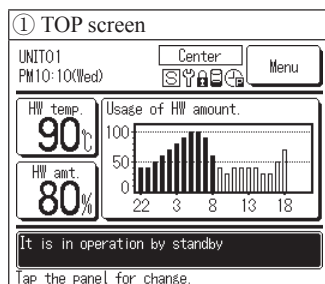 ① TOP screen
UNIT01
PM10:10(Wed)
Center
Menu
S
HW temp.
90℃
HW amt.
80%
Usage of HW amount.
100
50
0
22 3 8 13 18
It is in operation by standby
Tap the panel for change.